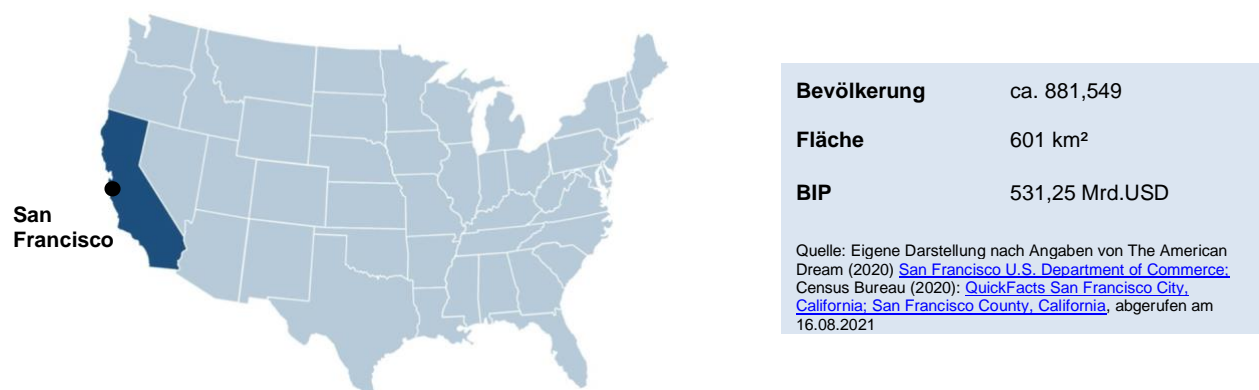 San
Francisco
Bevölkerung ca. 881,549
Fläche 601 km²
BIP 531,25 Mrd.USD
Quelle: Eigene Darstellung nach Angaben von The American
Dream (2020) San Francisco U.S. Department of Commerce;
Census Bureau (2020): QuickFacts San Francisco City,
California; San Francisco County, California, abgerufen am
16.08.2021